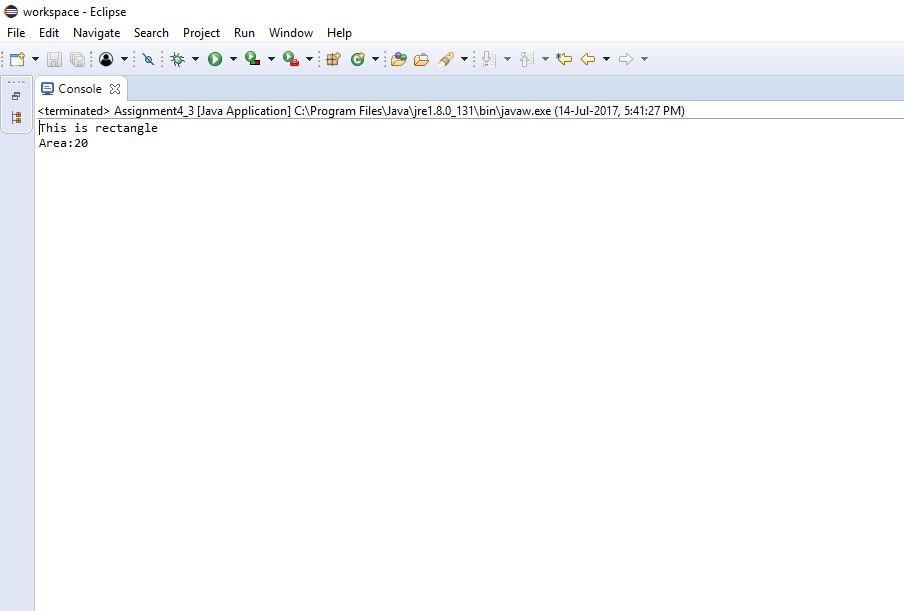 workspace - Eclipse
File Edit Navigate Search Project Run Window Help
Console
<terminated> Assignment4_3 [Java Application] C:\Program Files\Java\jre1.8.0_131\bin\javaw.exe (14-Jul-2017, 5:41:27 PM)
This is rectangle
Area:20